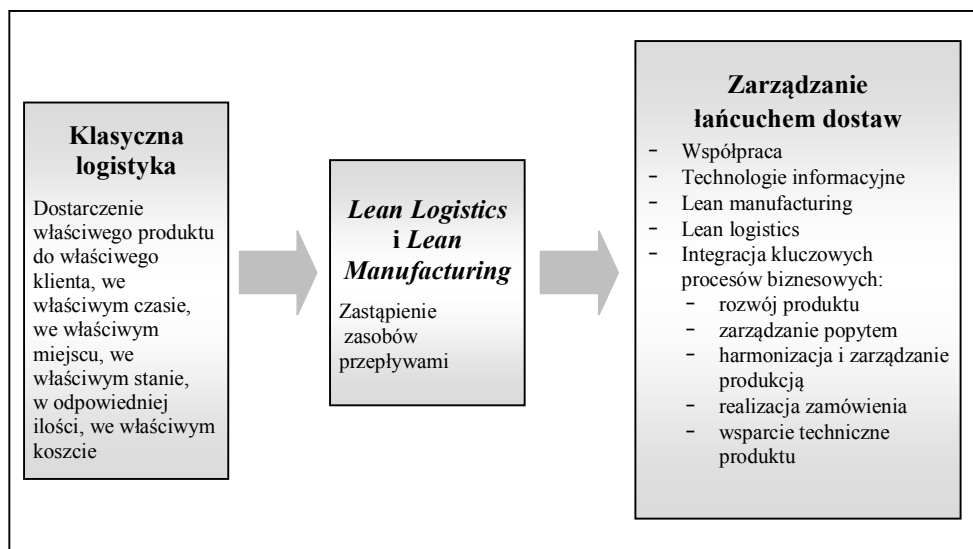 Klasyczna
logistyka
Dostarczenie
właściwego produktu
do właściwego
klienta, we
właściwym czasie,
we właściwym
miejscu, we
właściwym stanie,
w odpowiedniej
ilości, we właściwym
koszcie
Lean Logistics
i Lean
Manufacturing
Zastąpienie
zasobów
przepływami
Zarządzanie
łańcuchem dostaw
- Współpraca
- Technologie informacyjne
- Lean manufacturing
- Lean logistics
- Integracja kluczowych
procesów biznesowych:
- rozwój produktu
- zarządzanie popytem
- harmonizacja i zarządzanie
produkcją
- realizacja zamówienia
- wsparcie techniczne
produktu